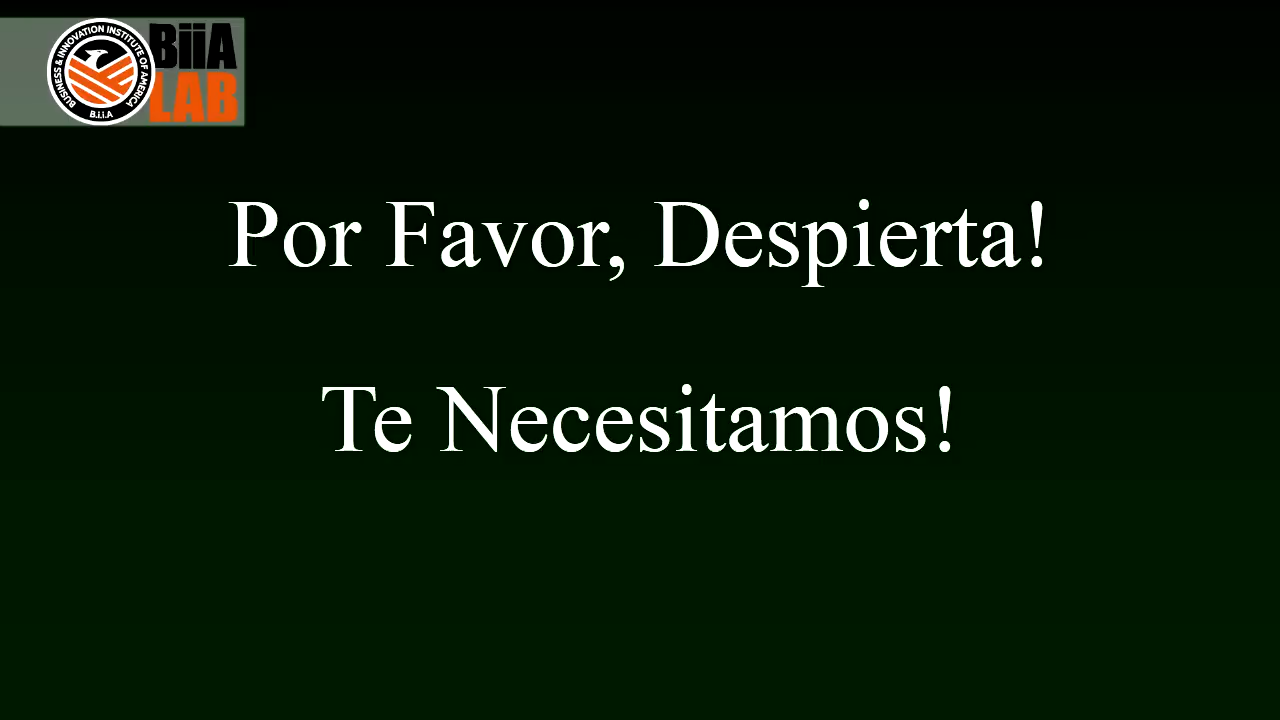 BUSINESS & INNOVATION INSTITUTE OF AMERICA
B.i.i.A
BiiA
LAB
Por Favor, Despierta!
Te Necesitamos!